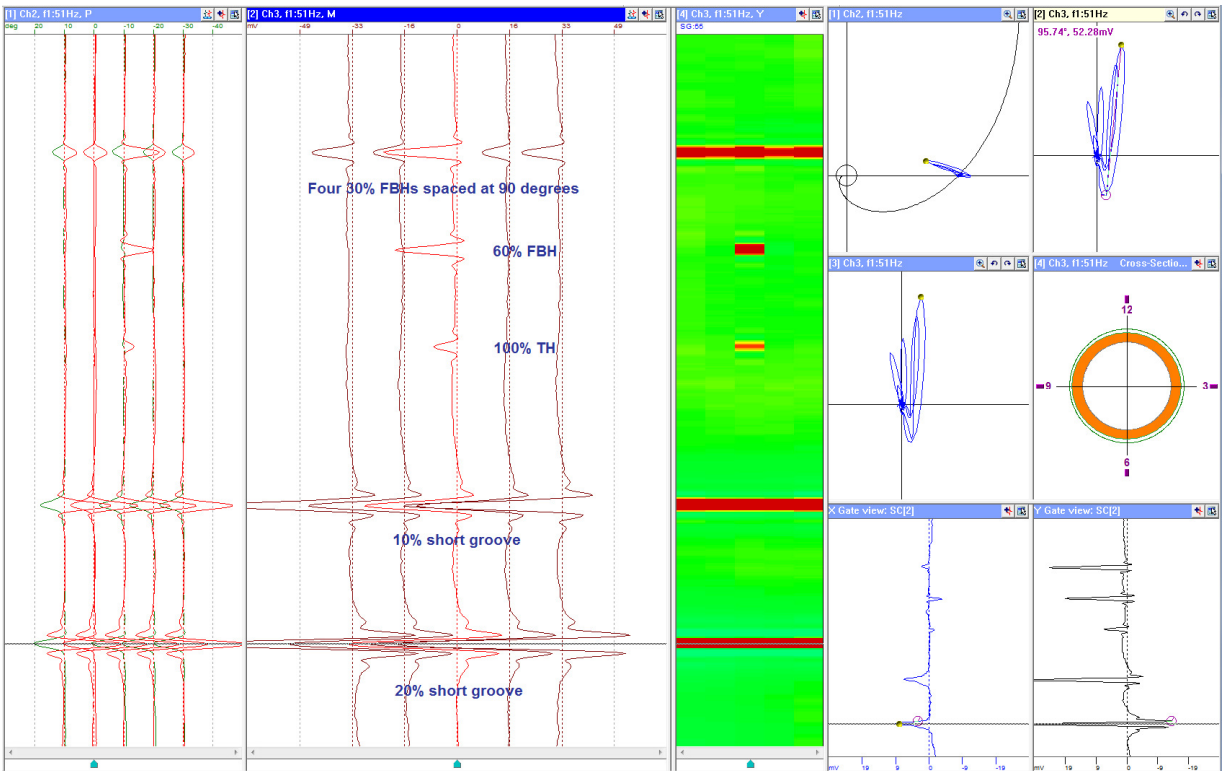 [1] Ch2, f1:51Hz, P
deg 20 10 0 -10 -20 -30 -40
[2] Ch3, f1:51Hz, M
mV -49 -33 -16 0 16 33 49
Four 30% FBHs spaced at 90 degrees
60% FBH
100% TH
10% short groove
20% short groove
[4] Ch3, f1:51Hz, Y
SG:55
[1] Ch2, f1:51Hz
[2] Ch3, f1:51Hz
95.74°, 52.28mV
[3] Ch3, f1:51Hz
[4] Ch3, f1:51Hz Cross-Sectio...
12
9
3
6
X Gate view: SC[2]
mV 19 9 0 -9 -19
Y Gate view: SC[2]
mV 19 9 0 -9 -19